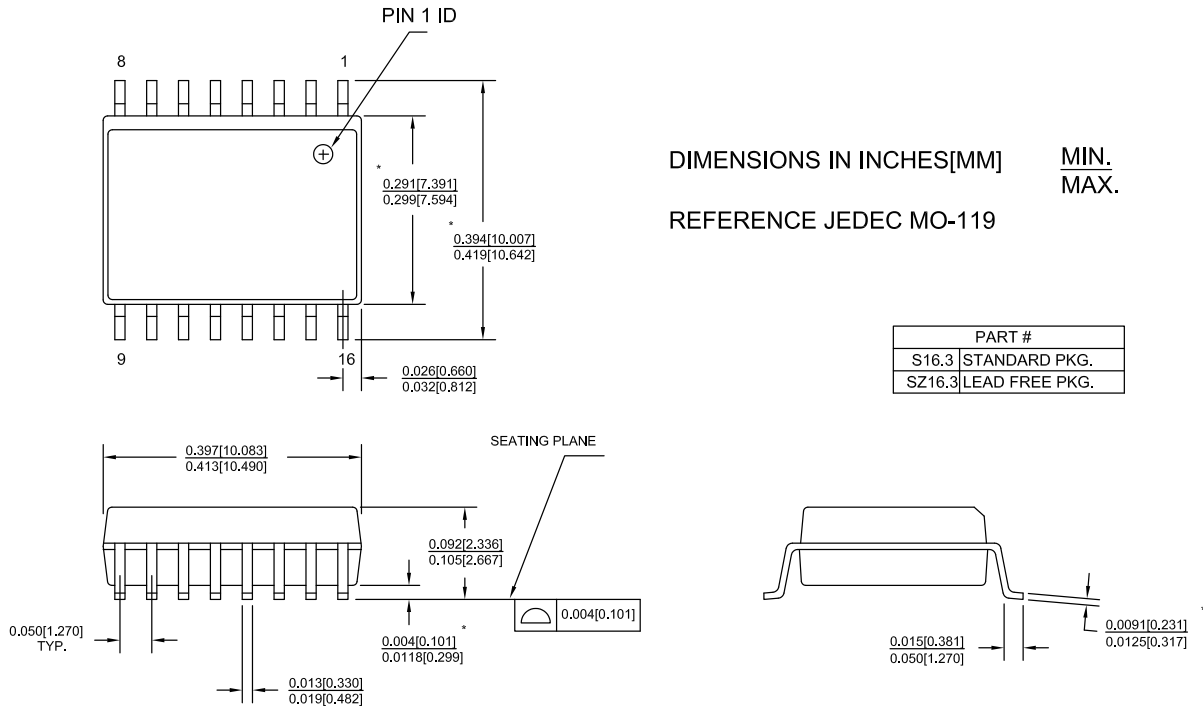 PIN 1 ID
8
1
*
0.291[7.391]
0.299[7.594]
*
0.394[10.007]
0.419[10.642]
DIMENSIONS IN INCHES[MM]
MIN.
MAX.
REFERENCE JEDEC MO-119
9
16
0.026[0.660]
0.032[0.812]
PART #
S16.3 STANDARD PKG.
SZ16.3 LEAD FREE PKG.
0.397[10.083]
0.413[10.490]
SEATING PLANE
0.092[2.336]
0.105[2.667]
0.004[0.101]
0.050[1.270]
TYP.
*
0.004[0.101]
0.0118[0.299]
0.013[0.330]
0.019[0.482]
0.015[0.381]
0.050[1.270]
*
0.0091[0.231]
0.0125[0.317]